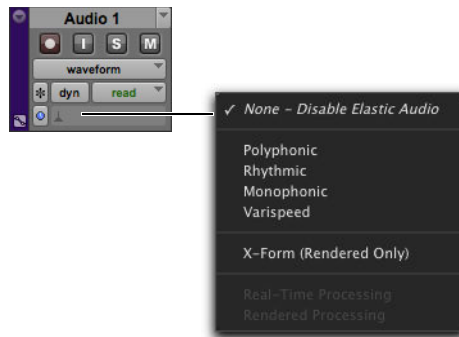 Audio 1
I S M
waveform
dyn read
✓ None – Disable Elastic Audio
Polyphonic
Rhythmic
Monophonic
Varispeed
X-Form (Rendered Only)
Real-Time Processing
Rendered Processing